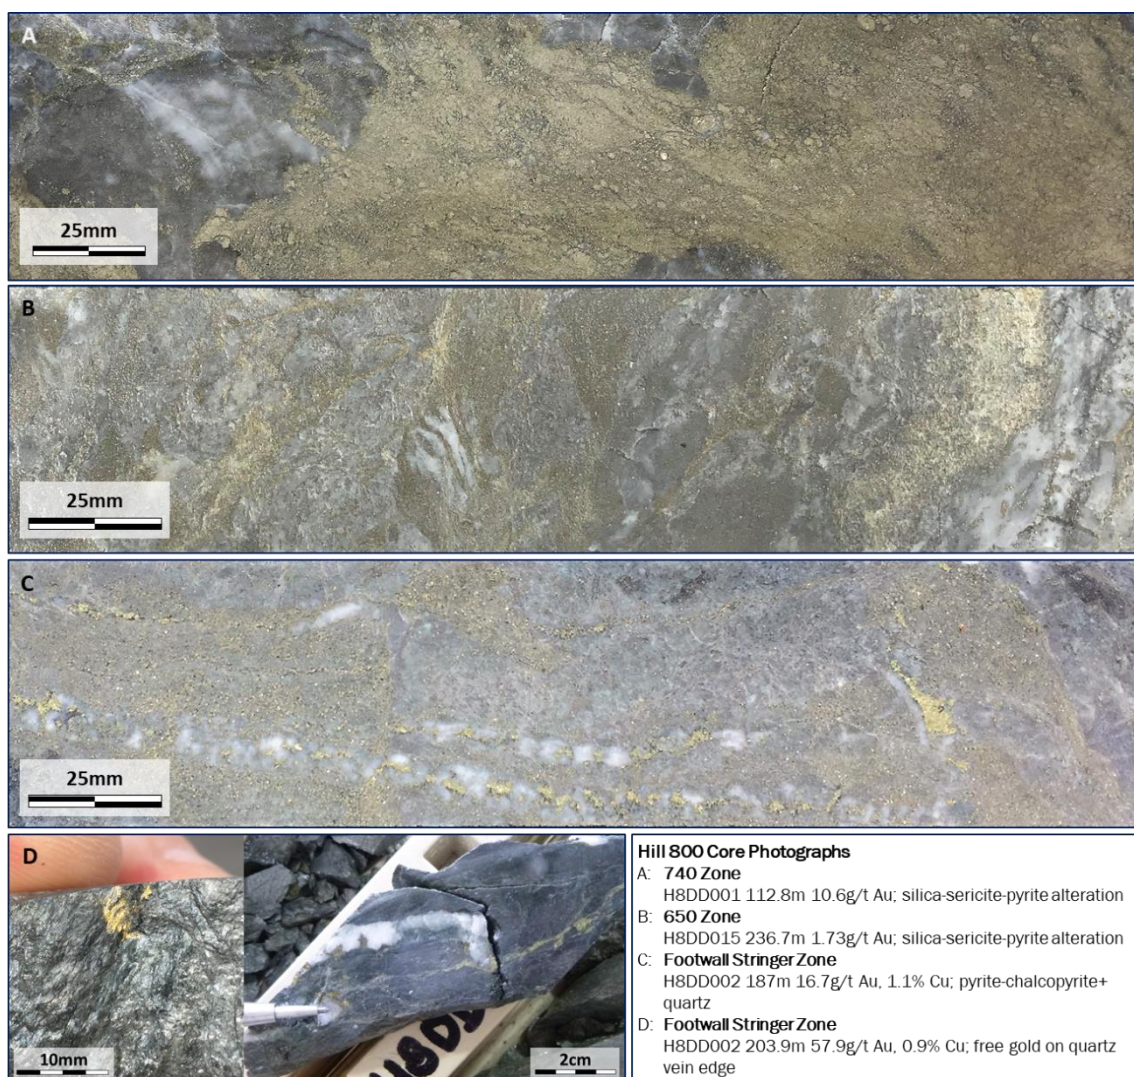 A
25mm
B
25mm
C
25mm
D
10mm
2cm
Hill 800 Core Photographs
A: 740 Zone
H8DD001 112.8m 10.6g/t Au; silica-sericite-pyrite alteration
B: 650 Zone
H8DD015 236.7m 1.73g/t Au; silica-sericite-pyrite alteration
C: Footwall Stringer Zone
H8DD002 187m 16.7g/t Au, 1.1% Cu; pyrite-chalcopyrite+
quartz
D: Footwall Stringer Zone
H8DD002 203.9m 57.9g/t Au, 0.9% Cu; free gold on quartz
vein edge